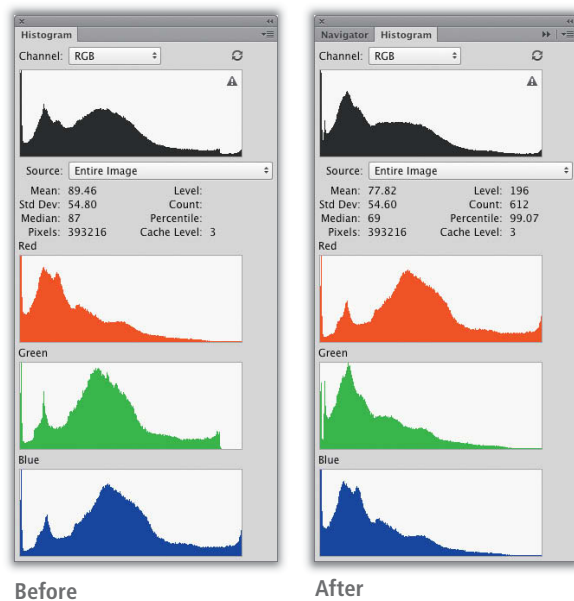 Histogram
Channel: RGB
Source: Entire Image
Mean: 89.46 Level:
Std Dev: 54.80 Count:
Median: 87 Percentile:
Pixels: 393216 Cache Level: 3
Red
Green
Blue
Before
Navigator Histogram
Channel: RGB
Source: Entire Image
Mean: 77.82 Level: 196
Std Dev: 54.60 Count: 612
Median: 69 Percentile: 99.07
Pixels: 393216 Cache Level: 3
Red
Green
Blue
After